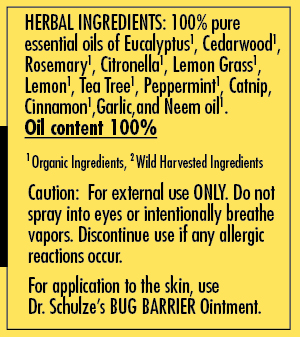 HERBAL INGREDIENTS: 100% pure
essential oils of Eucalyptus¹, Cedarwood¹,
Rosemary¹, Citronella¹, Lemon Grass¹,
Lemon¹, Tea Tree¹, Peppermint¹, Catnip,
Cinnamon¹,Garlic,and Neem oil¹.
Oil content 100%
¹Organic Ingredients, ²Wild Harvested Ingredients
Caution: For external use ONLY. Do not
spray into eyes or intentionally breathe
vapors. Discontinue use if any allergic
reactions occur.
For application to the skin, use
Dr. Schulze's BUG BARRIER Ointment.